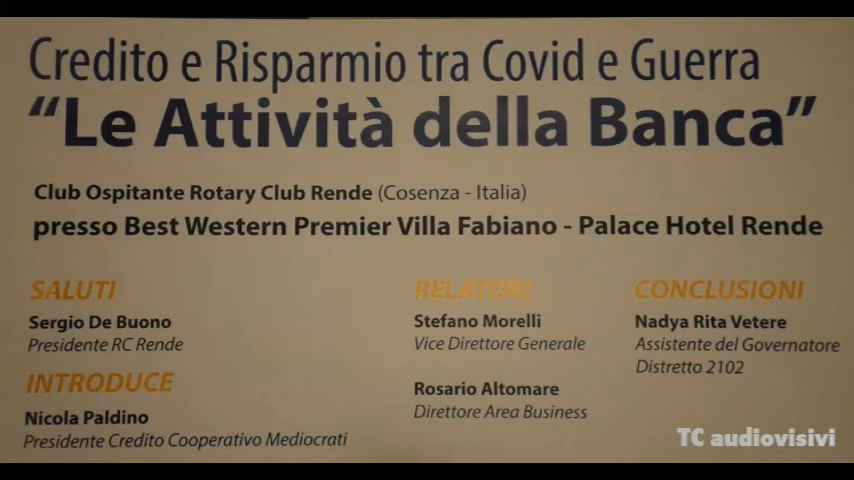 Credito e Risparmio tra Covid e Guerra
“Le Attività della Banca”
Club Ospitante Rotary Club Rende (Cosenza - Italia)
presso Best Western Premier Villa Fabiano - Palace Hotel Rende
SALUTI
Sergio De Buono
Presidente RC Rende
INTRODUCE
Nicola Paldino
Presidente Credito Cooperativo Mediocrati
RELATORI
Stefano Morelli
Vice Direttore Generale
Rosario Altomare
Direttore Area Business
CONCLUSIONI
Nadya Rita Vetere
Assistente del Governatore
Distretto 2102
TC audiovisivi